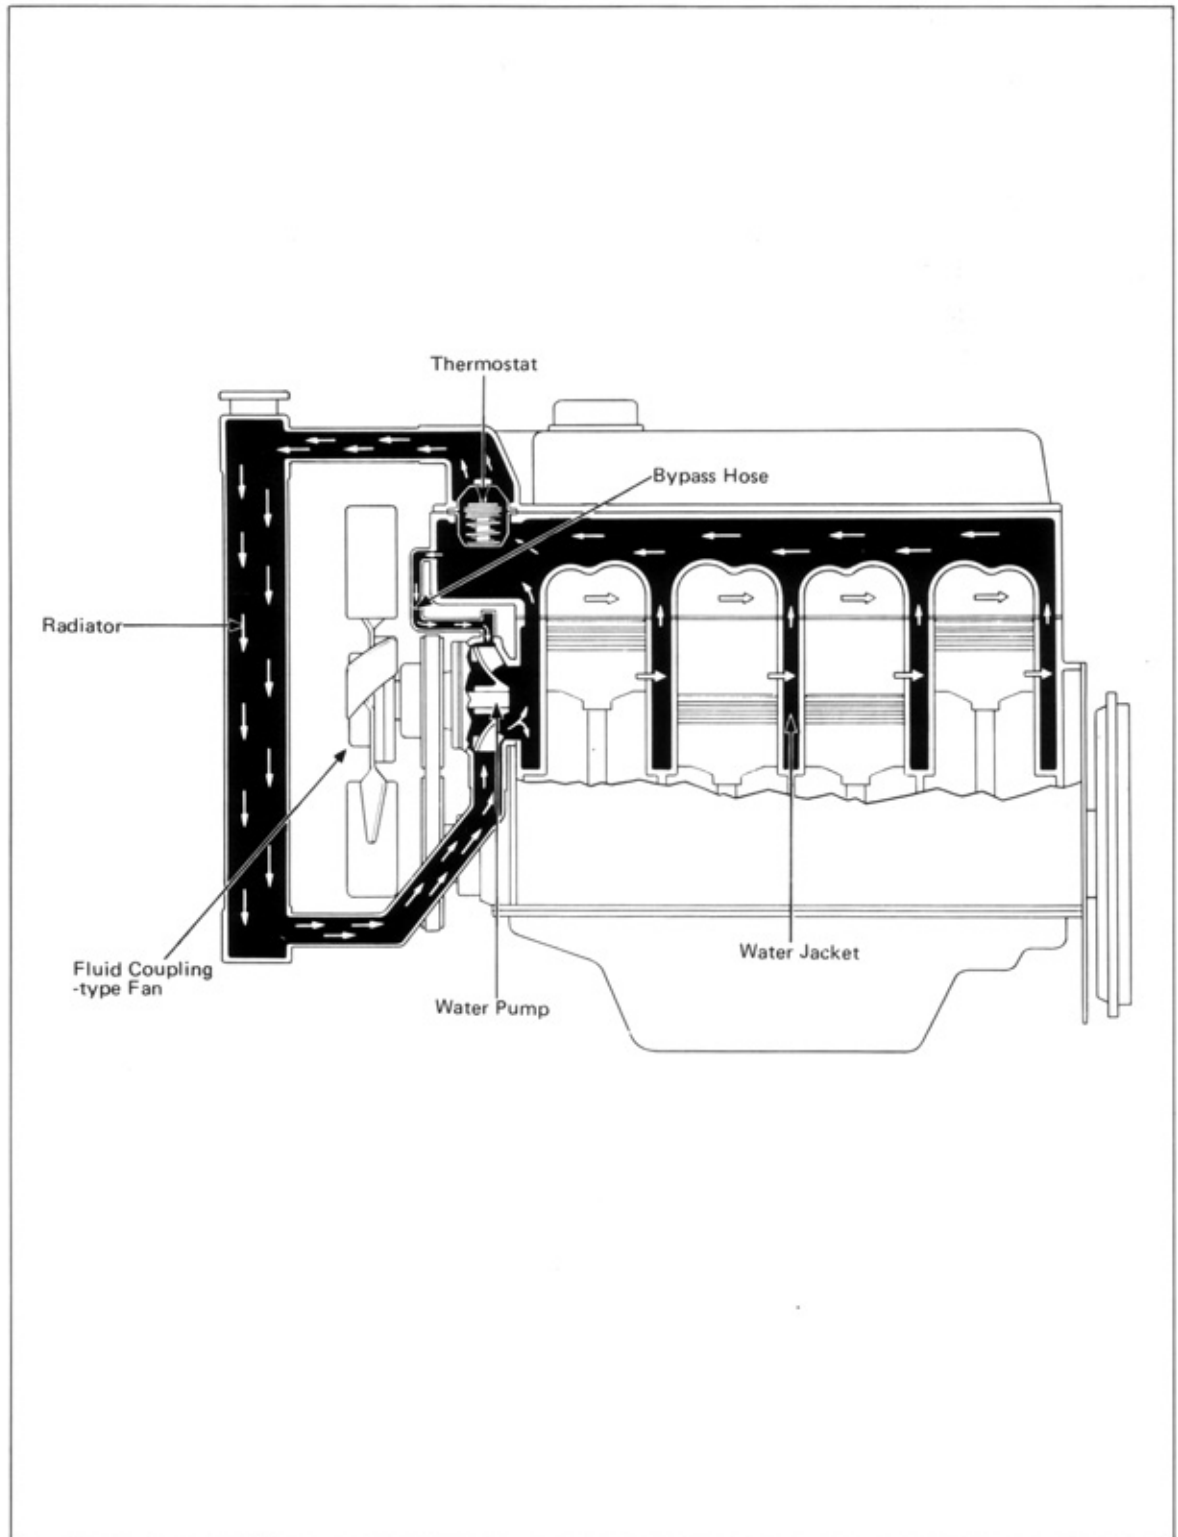 Thermostat
Bypass Hose
Radiator
Water Jacket
Fluid Coupling
-type Fan
Water Pump